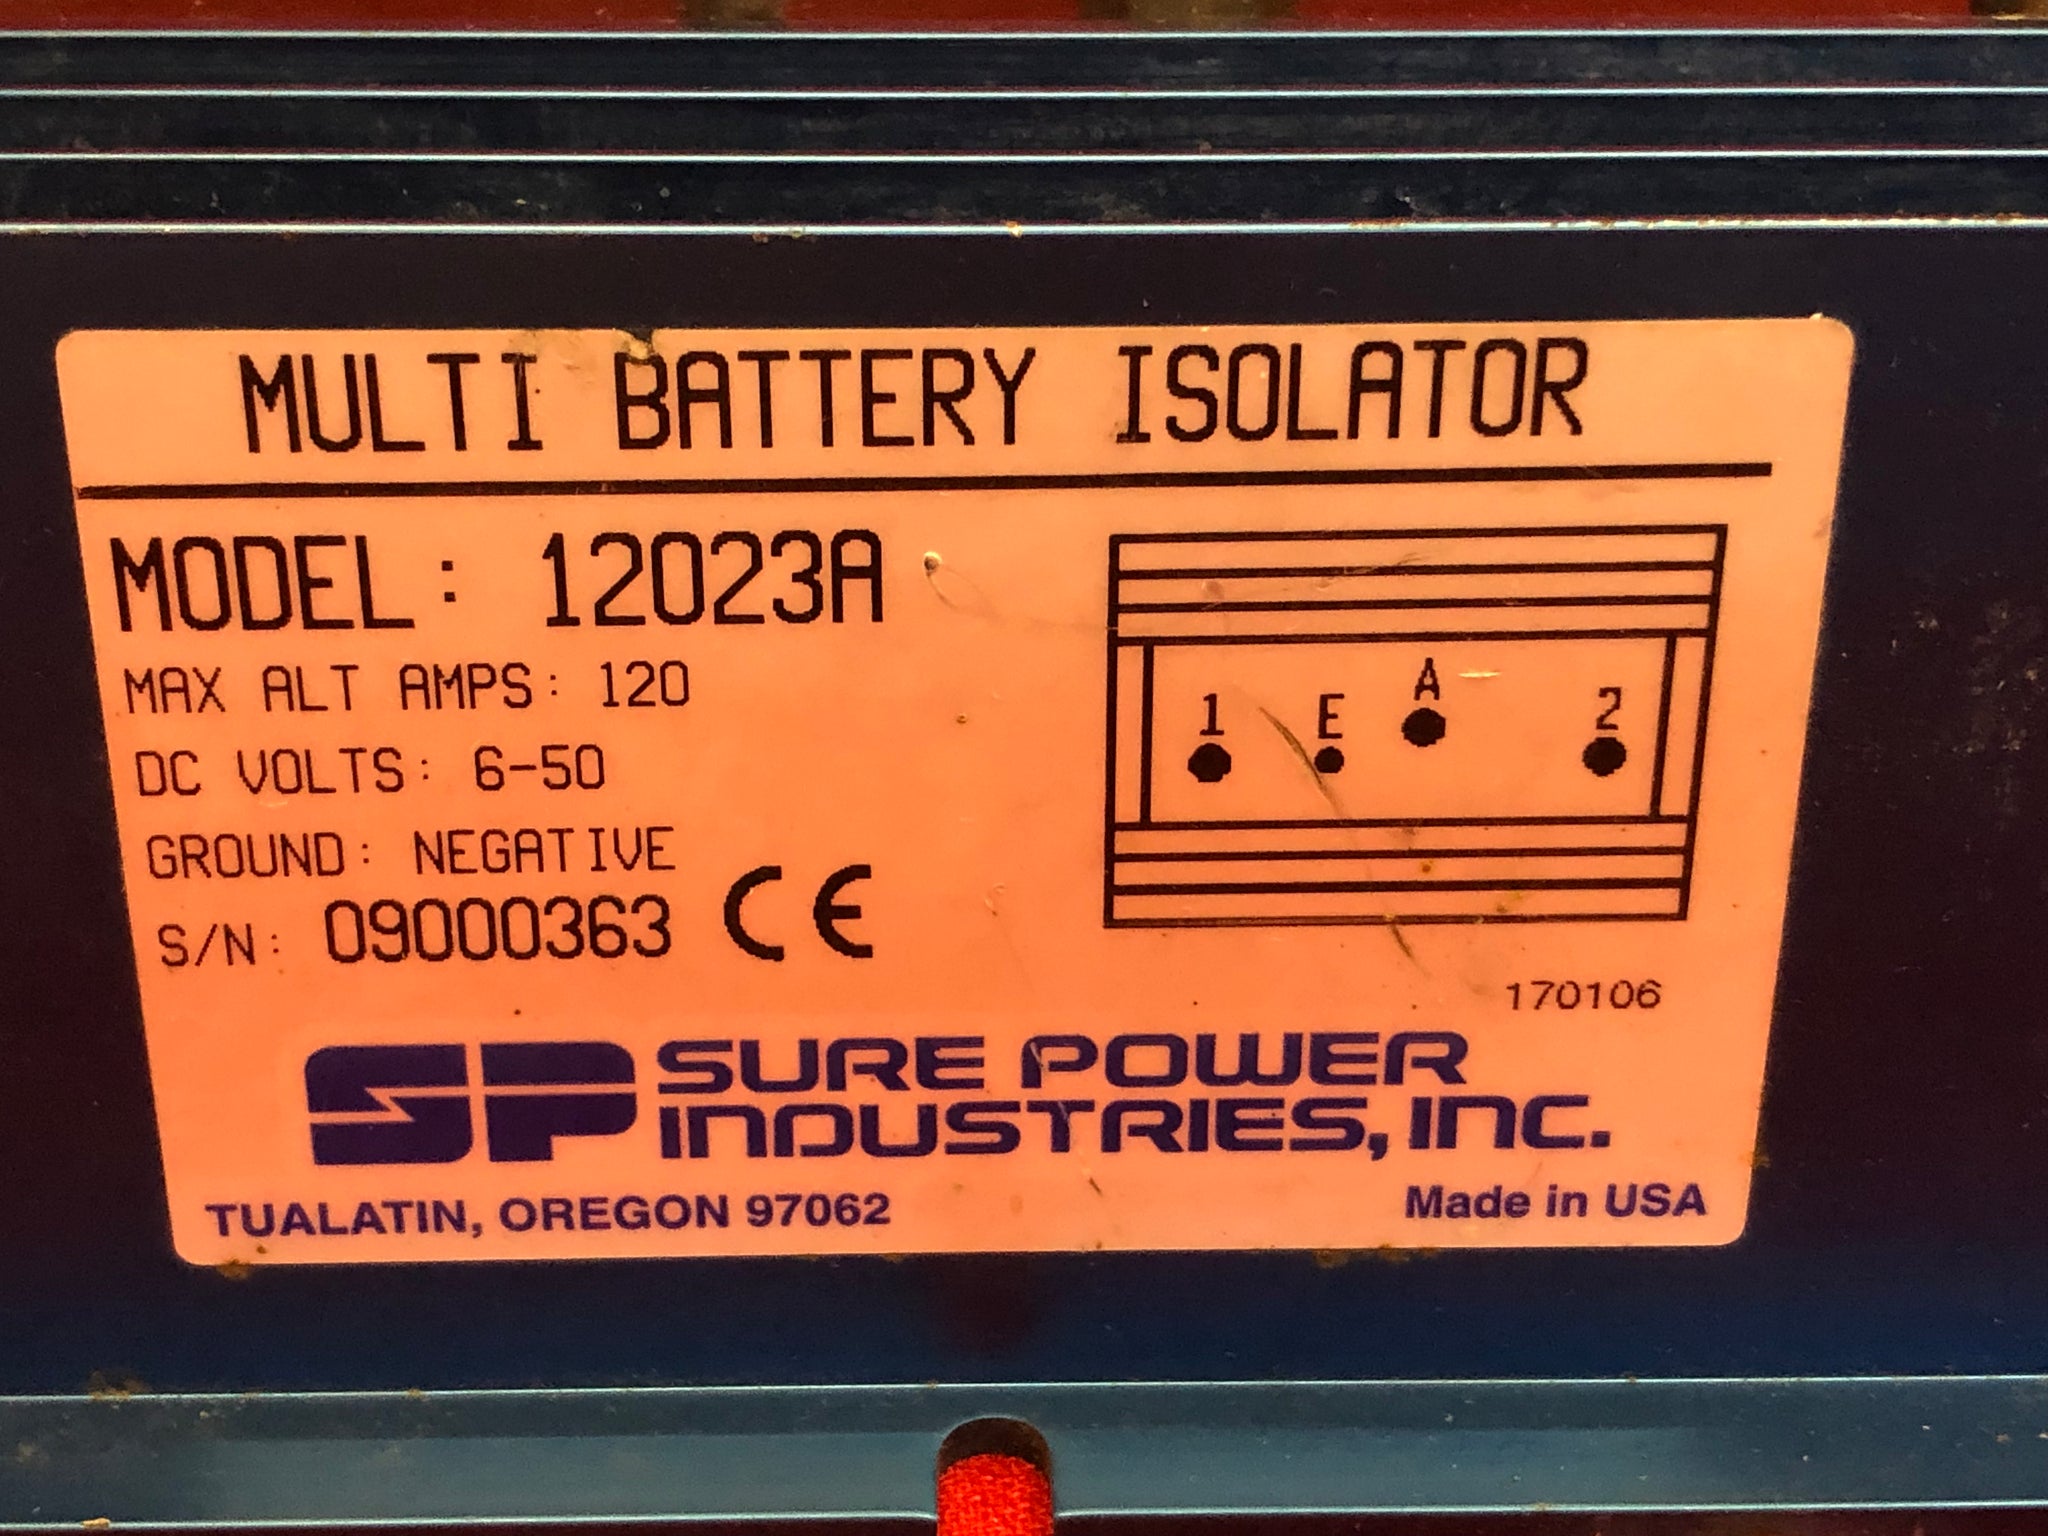 MULTI BATTERY ISOLATOR
MODEL: 12023A
MAX ALT AMPS: 120
DC VOLTS: 6-50
GROUND: NEGATIVE
S/N: 09000363 CE
1 E A 2
170106
SP SURE POWER
INDUSTRIES, INC.
TUALATIN, OREGON 97062
Made in USA